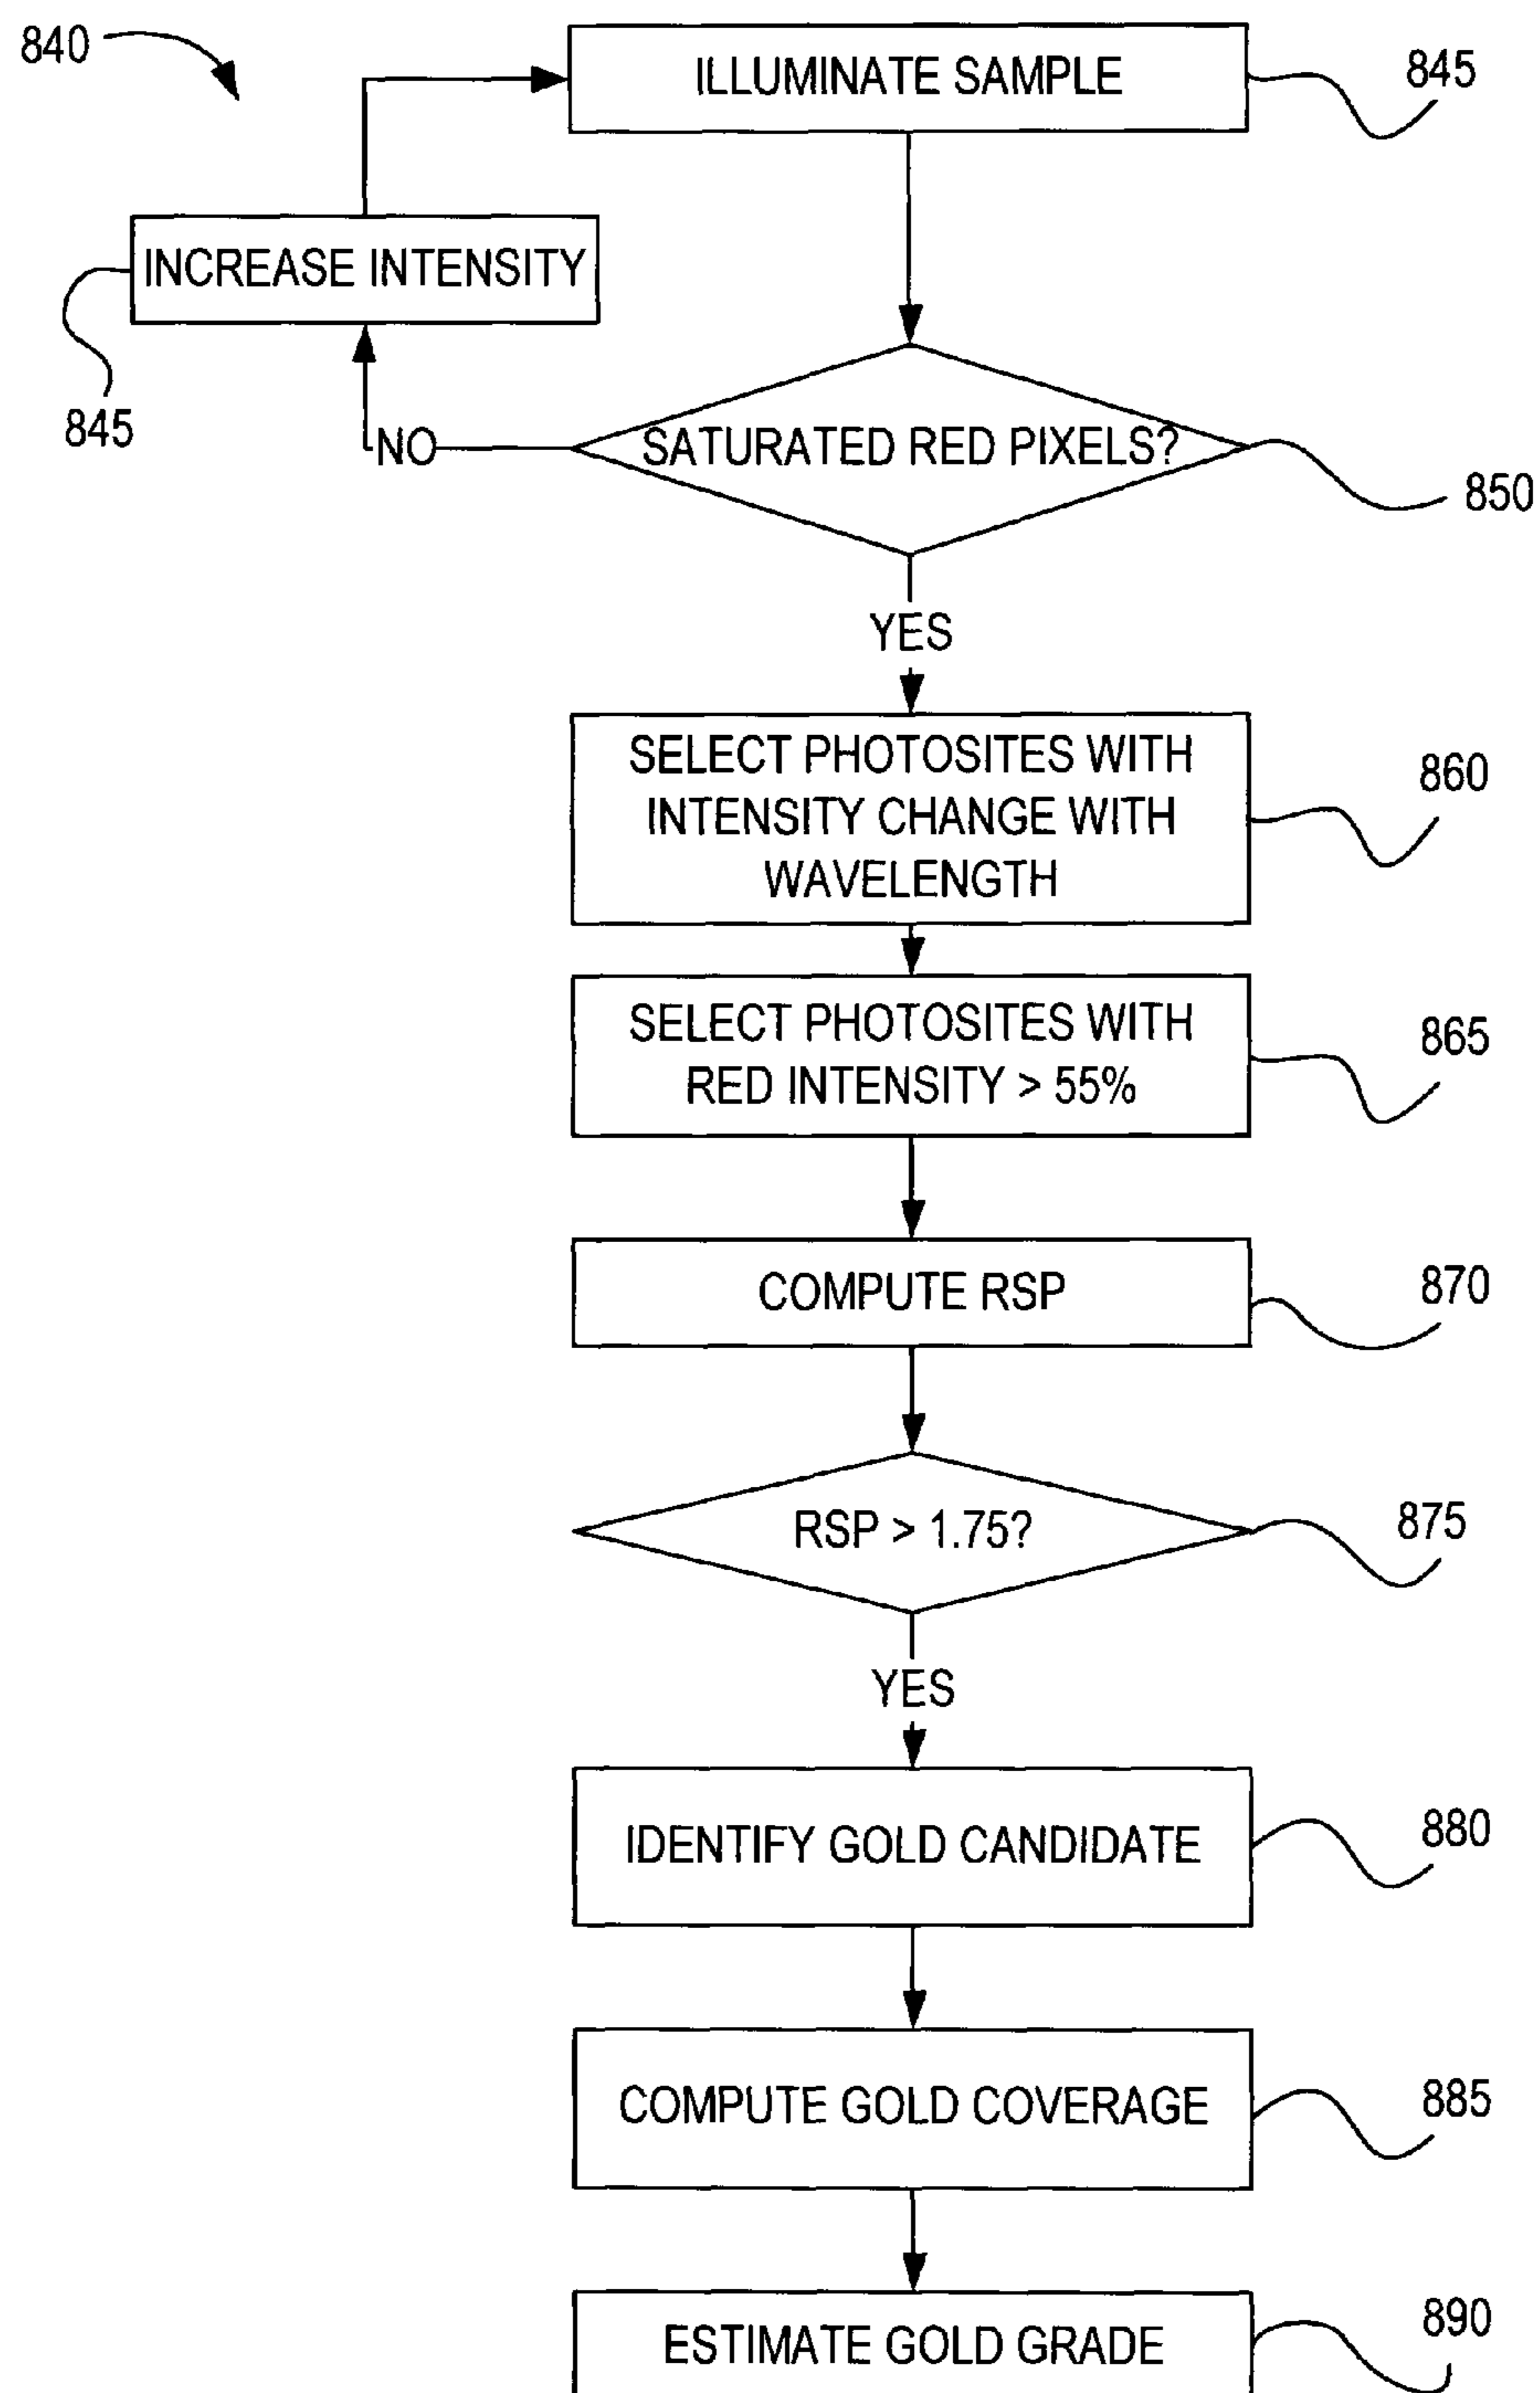 840
ILLUMINATE SAMPLE
845
INCREASE INTENSITY
845
NO
SATURATED RED PIXELS?
850
YES
SELECT PHOTOSITES WITH
INTENSITY CHANGE WITH
WAVELENGTH
860
SELECT PHOTOSITES WITH
RED INTENSITY > 55%
865
COMPUTE RSP
870
RSP > 1.75?
875
YES
IDENTIFY GOLD CANDIDATE
880
COMPUTE GOLD COVERAGE
885
ESTIMATE GOLD GRADE
890